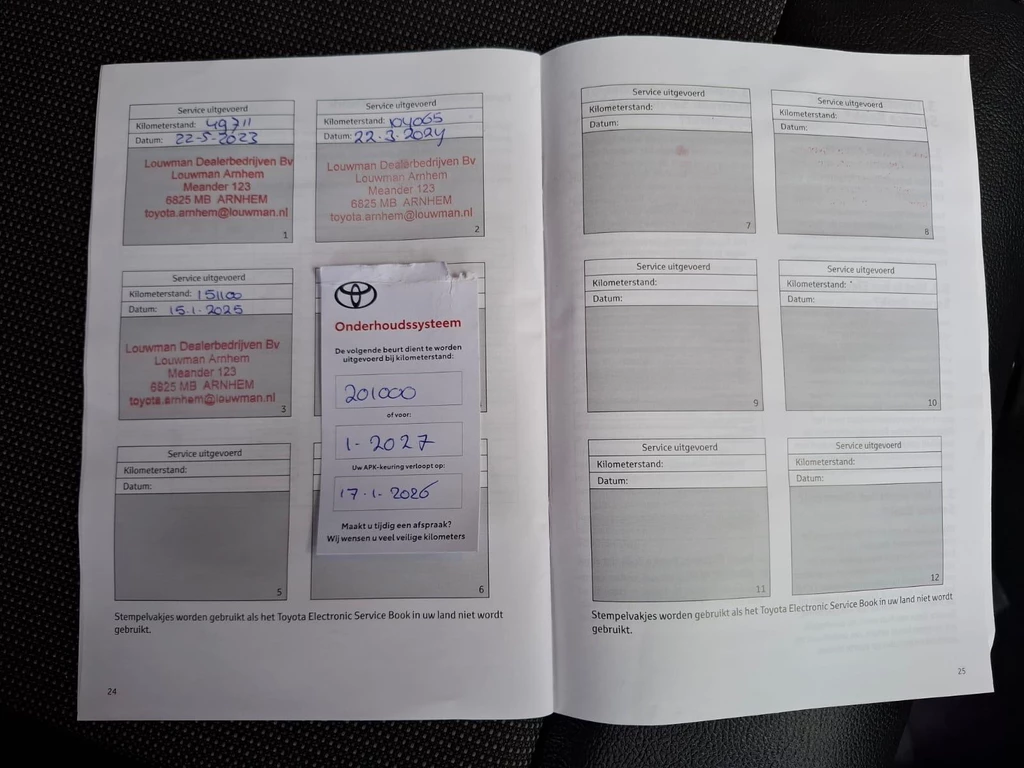 Service uitgevoerd
Kilometerstand: 49711
Datum: 22-5-2023
Louwman Dealerbedrijven Bv
Louwman Arnhem
Meander 123
6825 MB ARNHEM
toyota.arnhem@louwman.nl
1
Service uitgevoerd
Kilometerstand: 104065
Datum: 22.3.2024
Louwman Dealerbedrijven Bv
Louwman Arnhem
Meander 123
6825 MB ARNHEM
toyota.arnhem@louwman.nl
2
Service uitgevoerd
Kilometerstand: 151100
Datum: 15.1.2025
Louwman Dealerbedrijven Bv
Louwman Arnhem
Meander 123
6825 MB ARNHEM
toyota.arnhem@louwman.nl
3
Onderhoudssysteem
De volgende beurt dient te worden
uitgevoerd bij kilometerstand:
201000
of voor:
1-2027
Uw APK-keuring verloopt op:
17-1-2026
Maakt u tijdig een afspraak?
Wij wensen u veel veilige kilometers
Service uitgevoerd
Kilometerstand:
Datum:
5
6
Stempelvakjes worden gebruikt als het Toyota Electronic Service Book in uw land niet wordt
gebruikt.
24
Service uitgevoerd
Kilometerstand:
Datum:
7
Service uitgevoerd
Kilometerstand:
Datum:
8
Service uitgevoerd
Kilometerstand:
Datum:
9
Service uitgevoerd
Kilometerstand:
Datum:
10
Service uitgevoerd
Kilometerstand:
Datum:
11
Service uitgevoerd
Kilometerstand:
Datum:
12
Stempelvakjes worden gebruikt als het Toyota Electronic Service Book in uw land niet wordt
gebruikt.
25